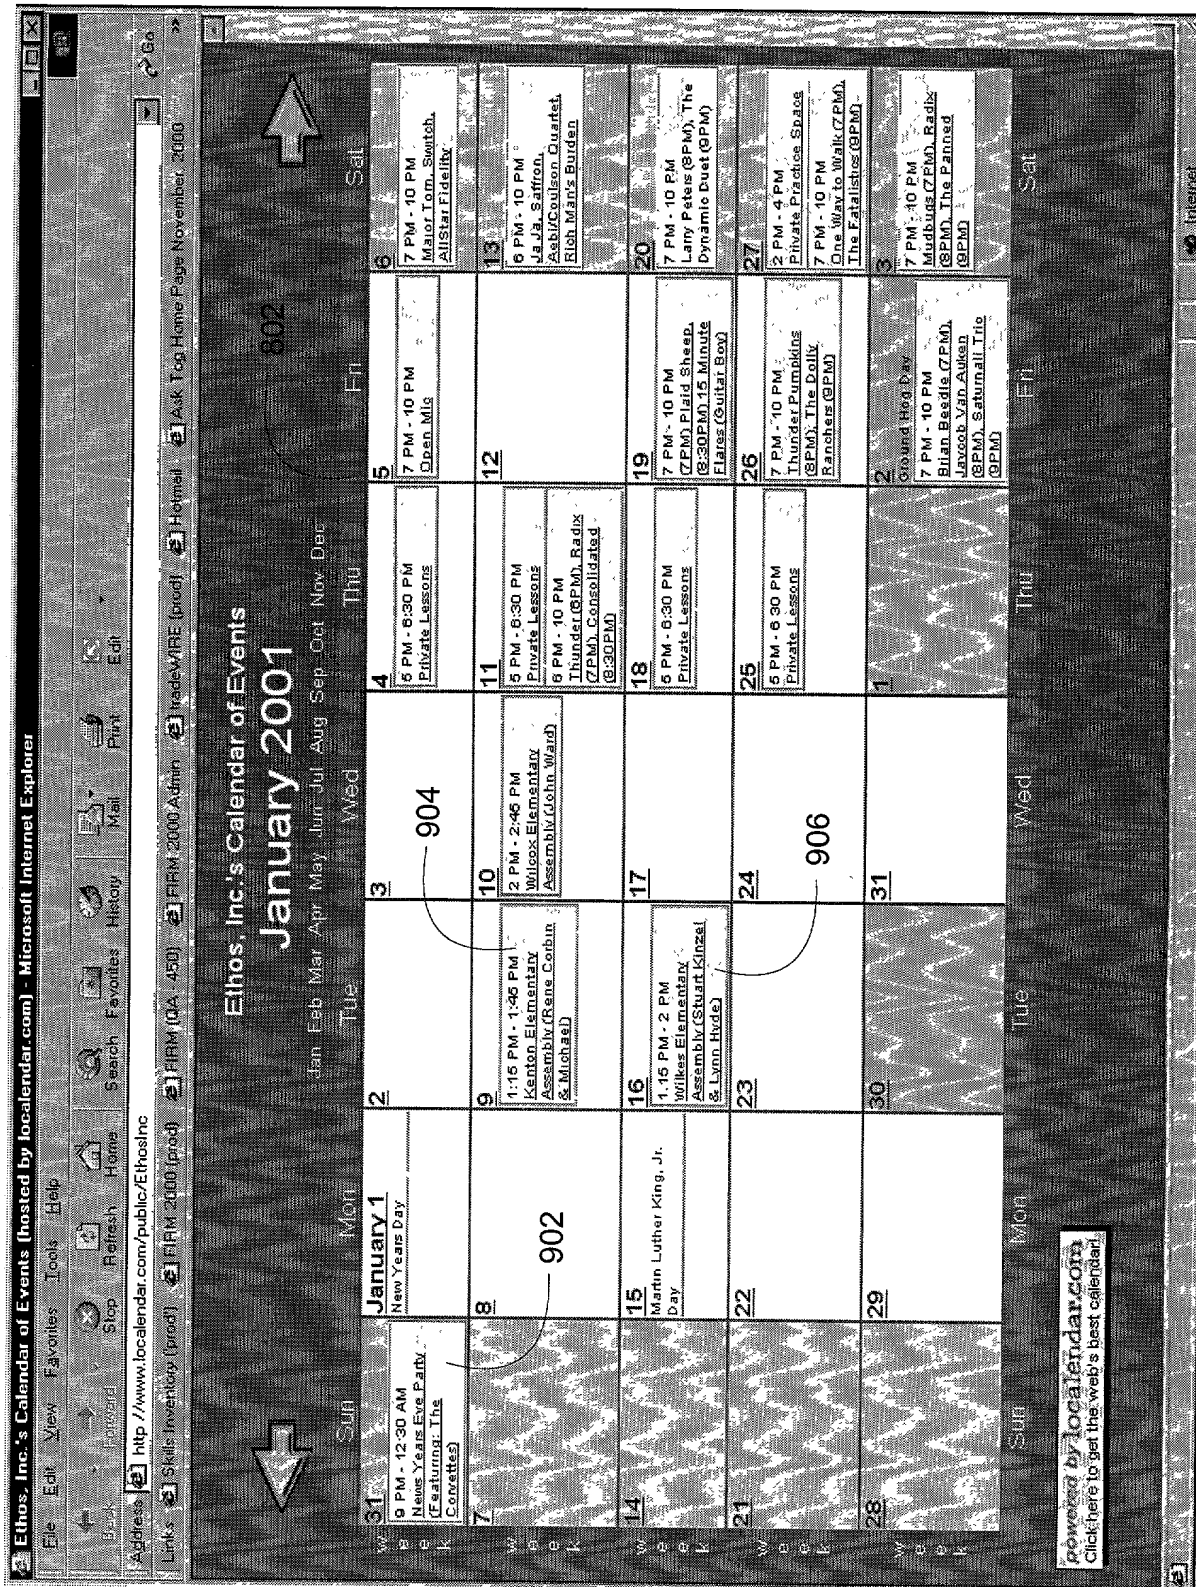 Ethos, Inc.'s Calendar of Events (hosted by localendar.com) - Microsoft Internet Explorer
File Edit View Favorites Tools Help
Back Forward Stop Refresh Home Search Favorites History Mail Print Edit
Address http://www.localendar.com/public/EthosInc Go
Links Skills Inventory (prod!) FIRM 2000 (prod) FIRM (QA 450) FIRM 2000 Admin tradeWIRE (prod) Hotmail Ask Tog Home Page November, 2000 »
Ethos, Inc.'s Calendar of Events
January 2001
802
Jan Feb Mar Apr May Jun Jul Aug Sep Oct Nov Dec
Sun Mon Tue Wed Thu Fri Sat
week
31
9 PM - 12:30 AM
News Years Eve Party
(Featuring: The
January 1
New Years Day
2
3
4
5 PM - 6:30 PM
Private Lessons
5
7 PM - 10 PM
Open Mic
6
7 PM - 10 PM
Major Tom, Switch,
AllStar Fidelity
904
week
7
8
9
1:15 PM - 1:45 PM
Kenton Elementary
Assembly (Rene Corbin
& Michael)
10
2 PM - 2:45 PM
Wilcox Elementary
Assembly (John Ward)
11
5 PM - 6:30 PM
Private Lessons
6 PM - 10 PM
Thunder(6PM), Radix
(7PM), Consolidated
(8:30PM)
12
13
6 PM - 10 PM
Ja Ja, Saffron,
Aebi/Coulson Quartet,
Rich Man's Burden
902
week
14
15
Martin Luther King, Jr.
Day
16
1:15 PM - 2 PM
Wilkes Elementary
Assembly (Stuart Kinzel
& Lynn Hyde)
17
18
5 PM - 6:30 PM
Private Lessons
19
7 PM - 10 PM
(7PM) Plaid Sheep,
(8:30PM) 15 Minute
Flares (Guitar Boy)
20
7 PM - 10 PM
Larry Peters (8PM), The
Dynamic Duet (9PM)
week
21
22
23
24
906
25
5 PM - 6:30 PM
Private Lessons
26
7 PM - 10 PM
Thunder Pumpkins
(8PM), The Dolly
Ranchers (9PM)
27
2 PM - 4 PM
Private Practice Space
7 PM - 10 PM
One Way to Walk (7PM),
The Fatalistics (9PM)
week
28
29
30
31
1
2
Ground Hog Day
7 PM - 10 PM
Brian Beedle (7PM),
Van Auken
(8PM), Saturnali Trio
(9PM)
3
7 PM - 10 PM
Mudbugs (7PM), Radix
(8PM), The Panned
(9PM)
Sun Mon Tue Wed Thu Fri Sat
powered by localendar.com
Click here to get the web's best calendar!
Internet